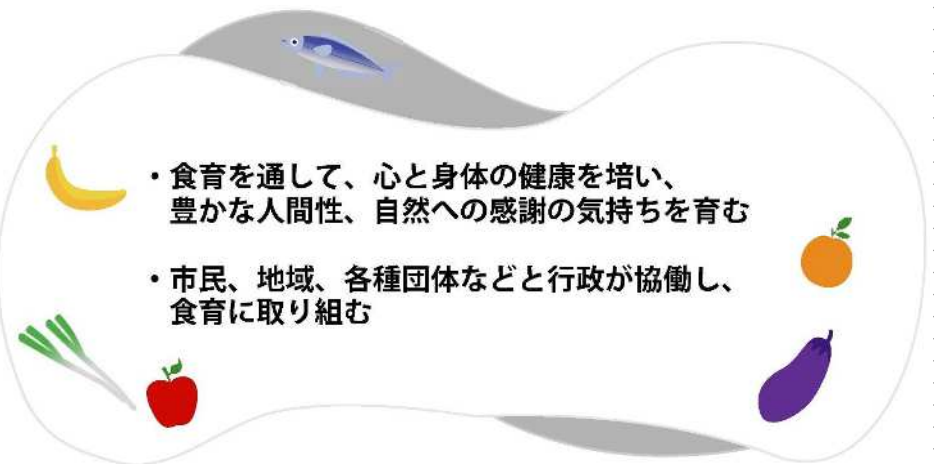 ・食育を通して、心と身体の健康を培い、
豊かな人間性、自然への感謝の気持ちを育む
・市民、地域、各種団体などと行政が協働し、
食育に取り組む